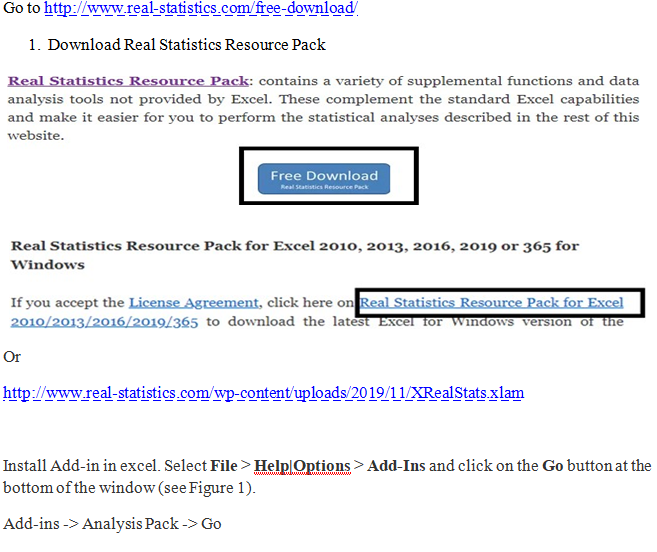 Go to http://www.real-statistics.com/free-download/
1. Download Real Statistics Resource Pack
Real Statistics Resource Pack: contains a variety of supplemental functions and data
analysis tools not provided by Excel. These complement the standard Excel capabilities
and make it easier for you to perform the statistical analyses described in the rest of this
website.
Free Download
Real Statistics Resource Pack
Real Statistics Resource Pack for Excel 2010, 2013, 2016, 2019 or 365 for
Windows
If you accept the License Agreement, click here on Real Statistics Resource Pack for Excel
2010/2013/2016/2019/365 to download the latest Excel for Windows version of the
Or
http://www.real-statistics.com/wp-content/uploads/2019/11/XRealStats.xlam
Install Add-in in excel. Select File > Help|Options > Add-Ins and click on the Go button at the
bottom of the window (see Figure 1).
Add-ins -> Analysis Pack -> Go